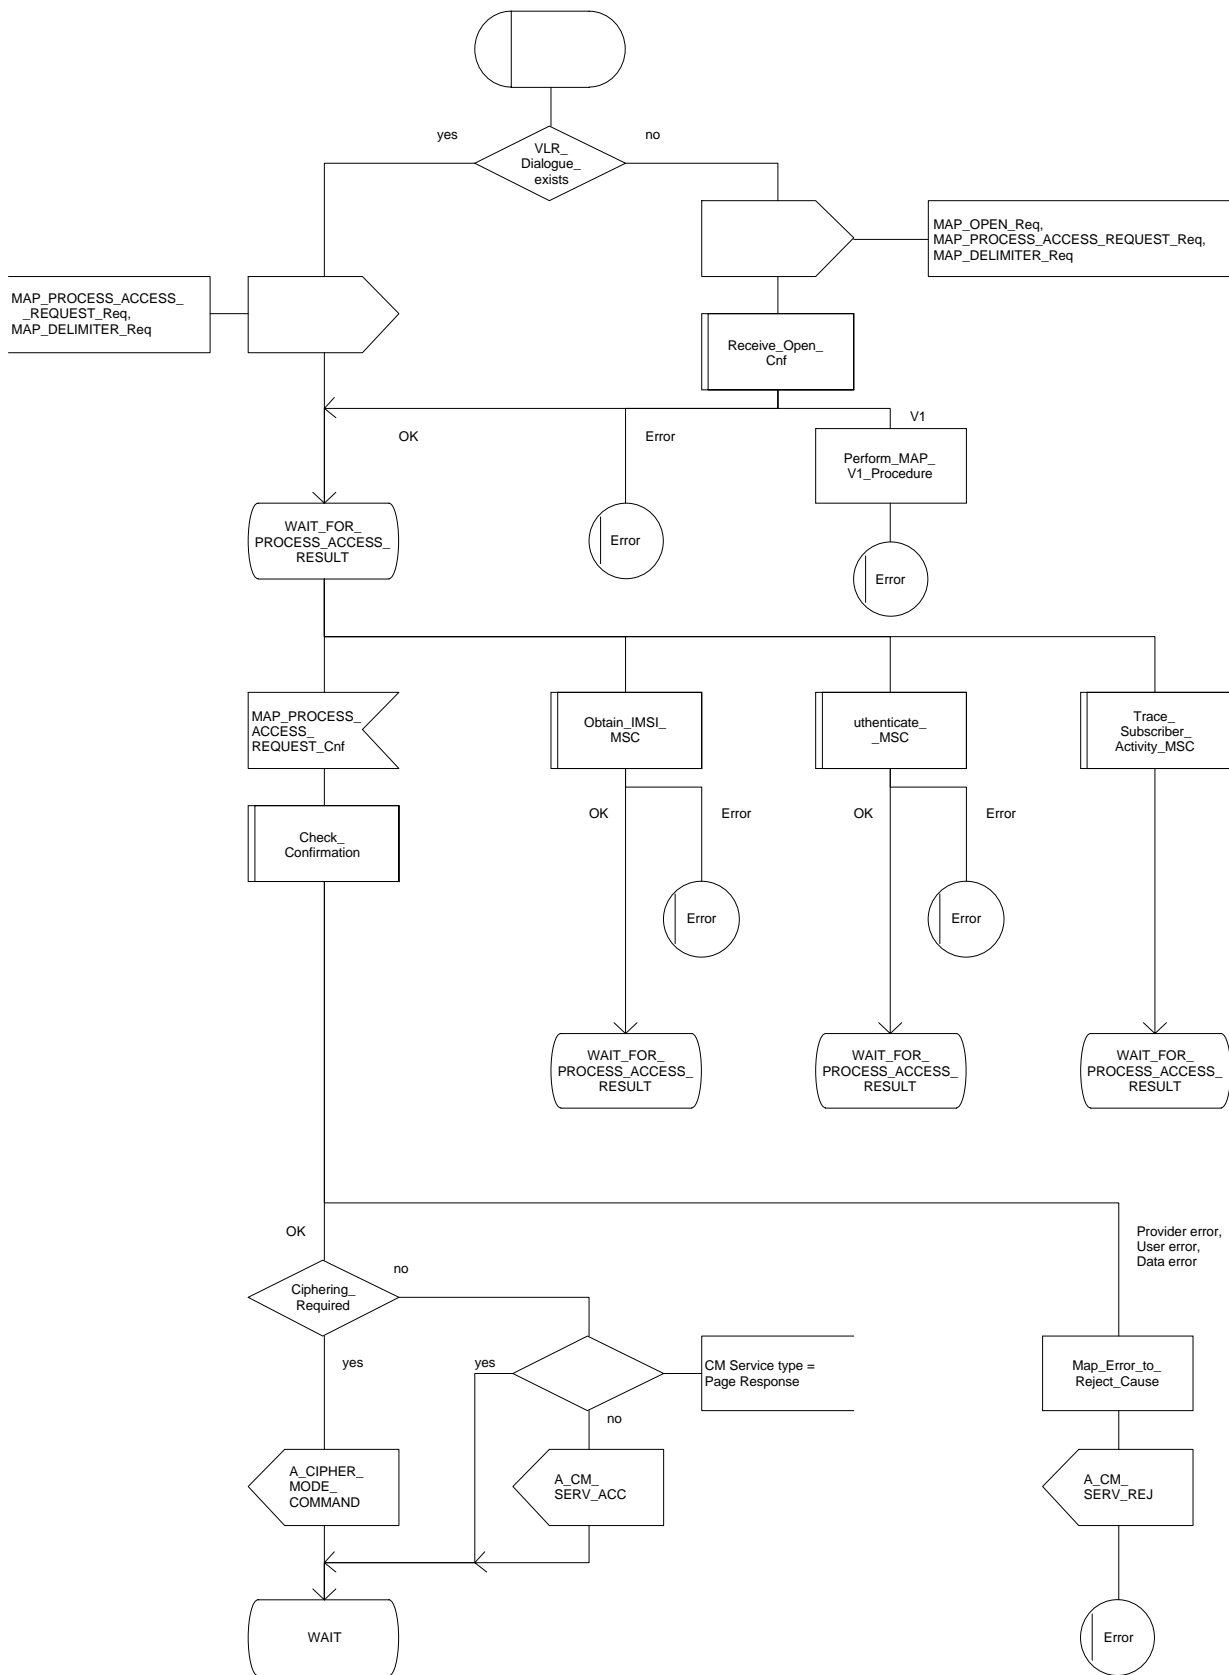 yes
no
VLR_
Dialogue_
exists
MAP_OPEN_Req,
MAP_PROCESS_ACCESS_REQUEST_Req,
MAP_DELIMITER_Req
MAP_PROCESS_ACCESS_
_REQUEST_Req,
MAP_DELIMITER_Req
Receive_Open_
Cnf
OK
Error
V1
Perform_MAP_
V1_Procedure
WAIT_FOR_
PROCESS_ACCESS_
RESULT
Error
Error
MAP_PROCESS_
ACCESS_
REQUEST_Cnf
Obtain_IMSI_
MSC
uthenticate_
_MSC
Trace_
Subscriber_
Activity_MSC
Check_
Confirmation
OK
Error
OK
Error
Error
Error
WAIT_FOR_
PROCESS_ACCESS_
RESULT
WAIT_FOR_
PROCESS_ACCESS_
RESULT
WAIT_FOR_
PROCESS_ACCESS_
RESULT
OK
Provider error,
User error,
Data error
no
Ciphering_
Required
yes
yes
CM Service type =
Page Response
Map_Error_to_
Reject_Cause
no
A_CIPHER_
MODE_
COMMAND
A_CM_
SERV_ACC
A_CM_
SERV_REJ
WAIT
Error